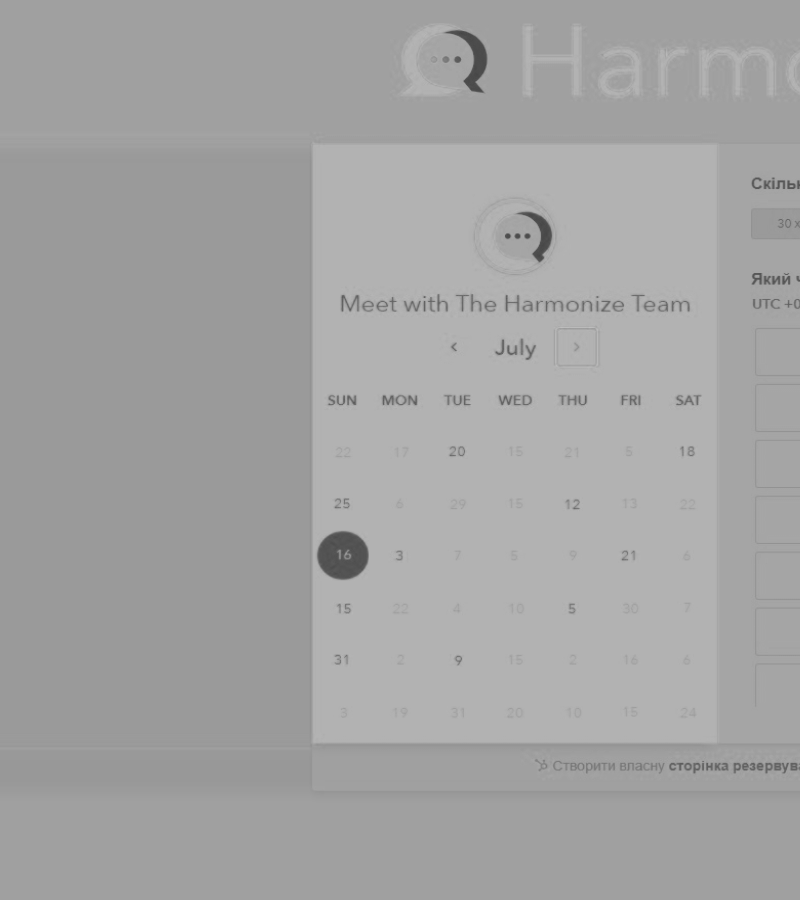 Harmo
Meet with The Harmonize Team
‹ July ›
SUN MON TUE WED THU FRI SAT
22 17 20 15 21 5 18
25 6 29 15 12 13 22
16 3 7 5 9 21 6
15 22 4 10 5 30 7
31 2 9 15 2 16 6
3 19 31 20 10 15 24
Скільк
30 х
Який ч
UTC +0
Створити власну сторінка резервува